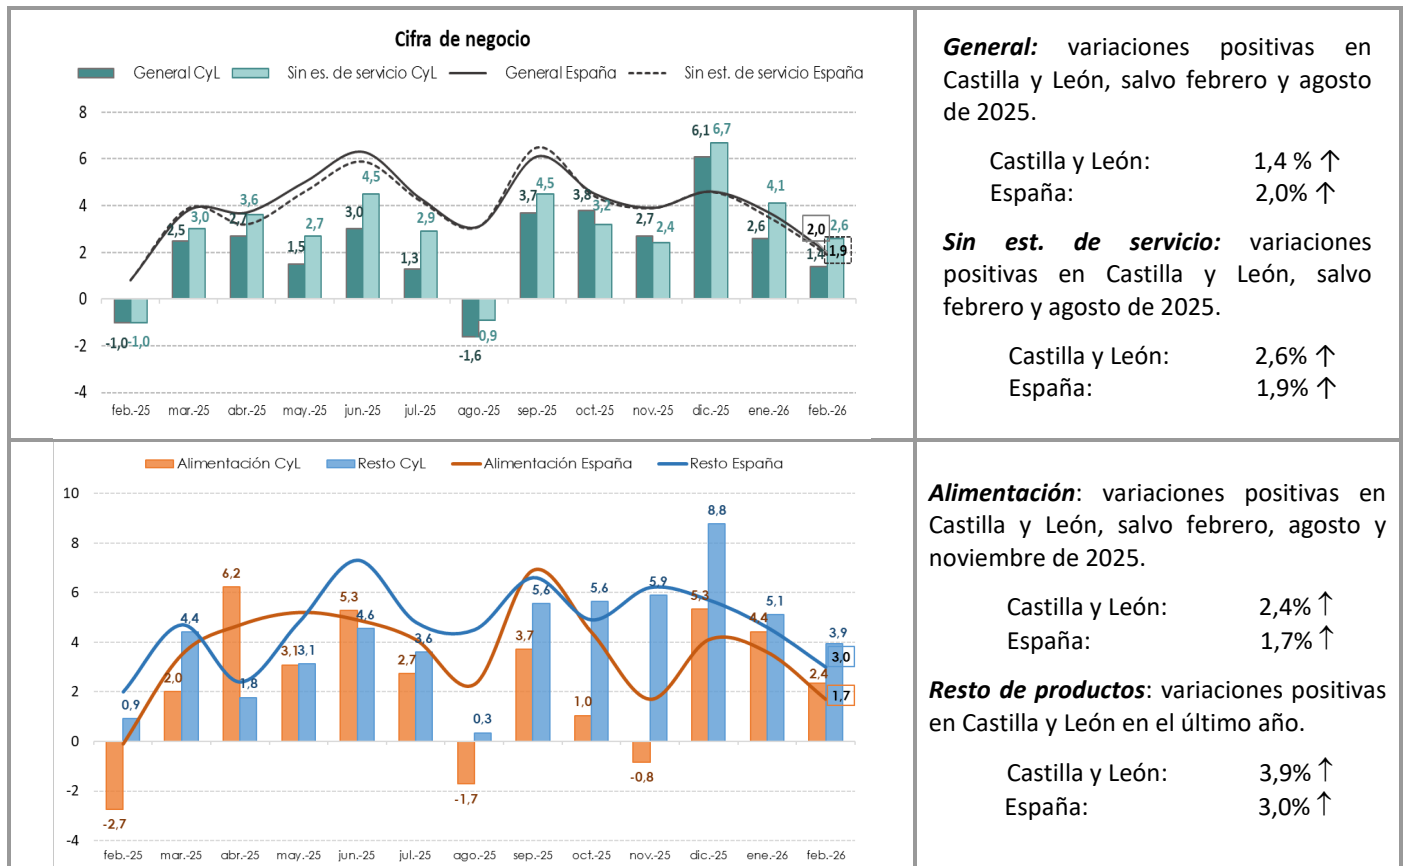 Cifra de negocio
General CyL Sin es. de servicio CyL General España Sin est. de servicio España
8
6
4
2
0
-2
-4
-1,0 -1,0
2,5 3,0
2,7 3,6
1,5 2,7
3,0 4,5
1,3 2,9
-1,6 0,9
3,7 4,5
3,8 3,2
2,7 2,4
6,1 6,7
2,6 4,1
1,4 2,6
2,0
1,9
feb.-25 mar.-25 abr.-25 may.-25 jun.-25 jul.-25 ago.-25 sep.-25 oct.-25 nov.-25 dic.-25 ene.-26 feb.-26
General: variaciones positivas en
Castilla y León, salvo febrero y agosto
de 2025.
Castilla y León: 1,4 % ↑
España: 2,0% ↑
Sin est. de servicio: variaciones
positivas en Castilla y León, salvo
febrero y agosto de 2025.
Castilla y León: 2,6% ↑
España: 1,9% ↑
Alimentación CyL Resto CyL Alimentación España Resto España
10
8
6
4
2
0
-2
-4
-2,7 0,9
2,0 4,4
6,2 1,8
3,1 3,1
5,3 4,6
2,7 3,6
-1,7 0,3
3,7 5,6
1,0 5,6
-0,8 5,9
5,3 8,8
4,4 5,1
2,4 3,9
3,0
1,7
feb.-25 mar.-25 abr.-25 may.-25 jun.-25 jul.-25 ago.-25 sep.-25 oct.-25 nov.-25 dic.-25 ene.-26 feb.-26
Alimentación: variaciones positivas en
Castilla y León, salvo febrero, agosto y
noviembre de 2025.
Castilla y León: 2,4% ↑
España: 1,7% ↑
Resto de productos: variaciones positivas
en Castilla y León en el último año.
Castilla y León: 3,9% ↑
España: 3,0% ↑